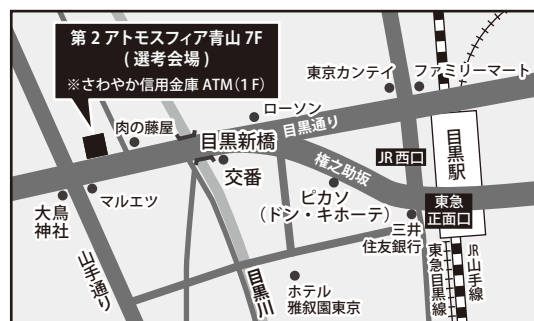 第2アトモスフィア青山 7F
(選考会場)
※さわやか信用金庫 ATM(1F)
東京カンテイ
ファミリーマート
ローソン
肉の藤屋
目黒新橋
目黒通り
目黒駅
JR西口
権之助坂
交番
マルエツ
ピカソ
(ドン・キホーテ)
東急
正面口
大鳥
神社
三井
住友銀行
山手通り
目黒川
ホテル
雅叙園東京
東急目黒線
JR山手線